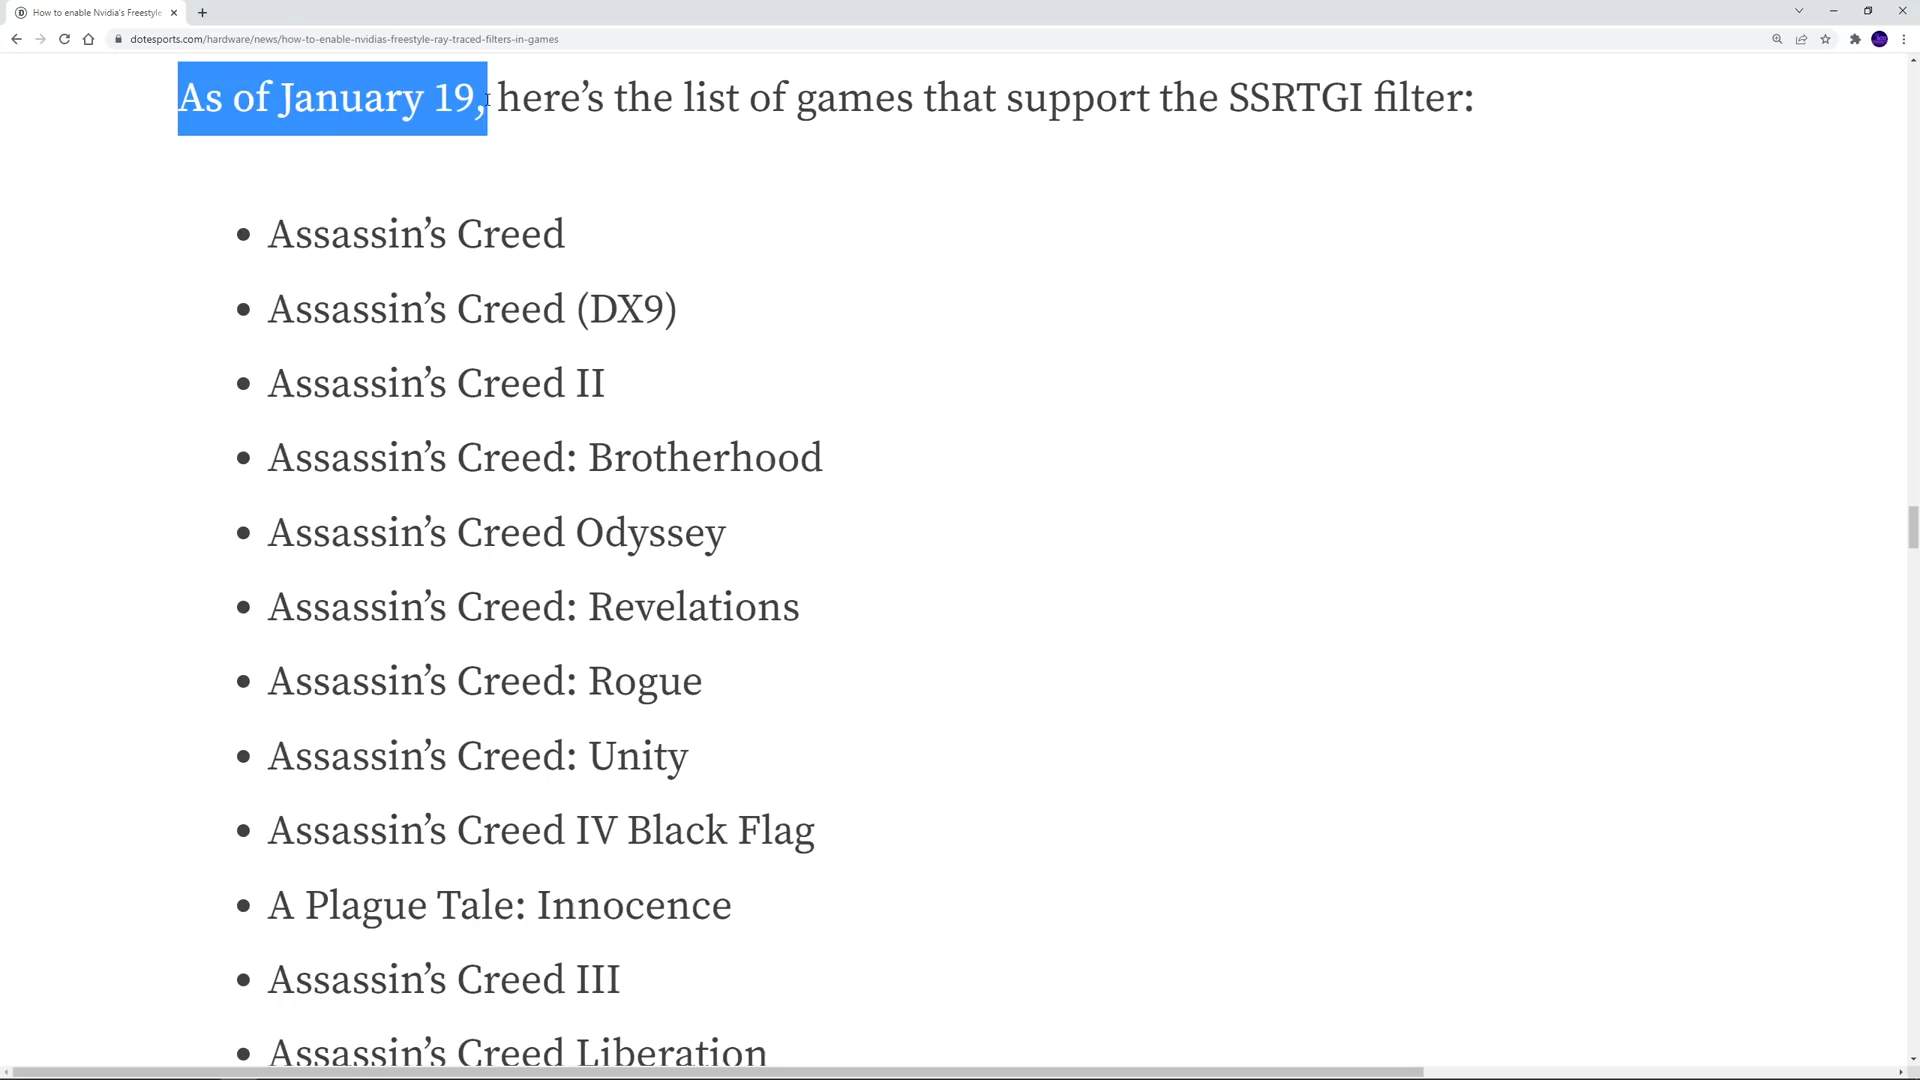 How to enable Nvidia's Freestyle
dotesports.com/hardware/news/how-to-enable-nvidias-freestyle-ray-traced-filters-in-games
As of January 19, here’s the list of games that support the SSRTGI filter:
• Assassin’s Creed
• Assassin’s Creed (DX9)
• Assassin’s Creed II
• Assassin’s Creed: Brotherhood
• Assassin’s Creed Odyssey
• Assassin’s Creed: Revelations
• Assassin’s Creed: Rogue
• Assassin’s Creed: Unity
• Assassin’s Creed IV Black Flag
• A Plague Tale: Innocence
• Assassin’s Creed III
• Assassin’s Creed Liberation